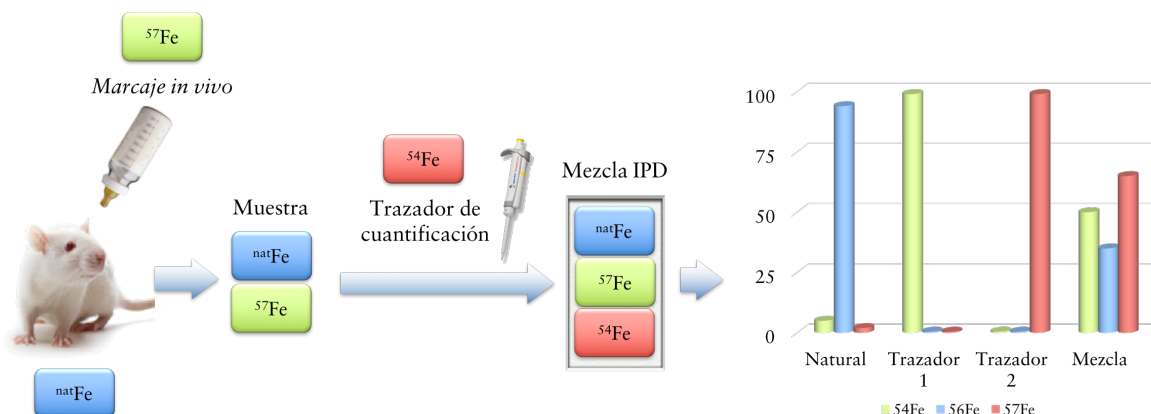 ⁵⁷Fe
Marcaje in vivo
⁵⁴Fe
Trazador de
cuantificación
Muestra
ⁿᵃᵗFe
⁵⁷Fe
ⁿᵃᵗFe
Mezcla IPD
ⁿᵃᵗFe
⁵⁷Fe
⁵⁴Fe
100
75
50
25
0
Natural
Trazador
1
Trazador
2
Mezcla
54Fe 56Fe 57Fe